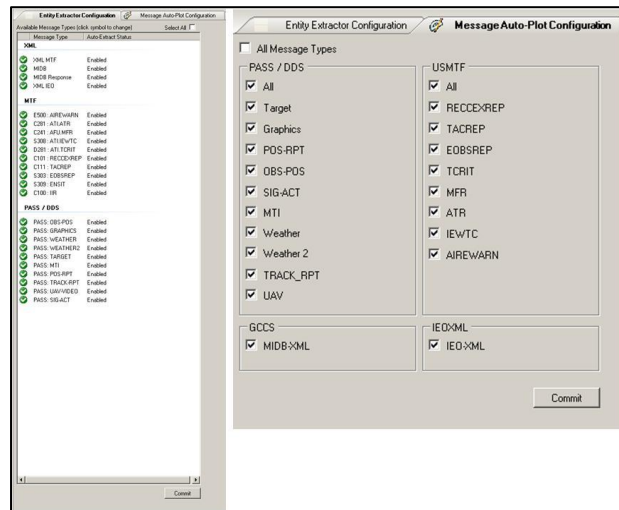 Entity Extractor Configuration
Message Auto-Plot Configuration
Available Message Types (click symbol to change)
Select All
Message Type
Auto-Extract Status
XML
XML MTF Enabled
MIDB Enabled
MIDB Response Enabled
XML IEO Enabled
MTF
E500 : AIREWARN Enabled
C201 : ATI.ATR Enabled
C241 : AFU.MFR Enabled
S308 : ATI.IEWTC Enabled
D281 : ATI.TCRIT Enabled
C101 : RECCEXREP Enabled
C111 : TACREP Enabled
S303 : EOBSREP Enabled
S309 : ENSIT Enabled
C100 : IIR Enabled
PASS / DDS
PASS: OBS-POS Enabled
PASS: GRAPHICS Enabled
PASS: WEATHER Enabled
PASS: WEATHER2 Enabled
PASS: TARGET Enabled
PASS: MTI Enabled
PASS: POS-RPT Enabled
PASS: TRACK-RPT Enabled
PASS: UAV-VIDEO Enabled
PASS: SIG-ACT Enabled
Commit
Entity Extractor Configuration
Message Auto-Plot Configuration
All Message Types
PASS / DDS
All
Target
Graphics
POS-RPT
OBS-POS
SIG-ACT
MTI
Weather
Weather 2
TRACK_RPT
UAV
USMTF
All
RECCEXREP
TACREP
EOBSREP
TCRIT
MFR
ATR
IEWTC
AIREWARN
GCCS
MIDB-XML
IEOXML
IEO-XML
Commit